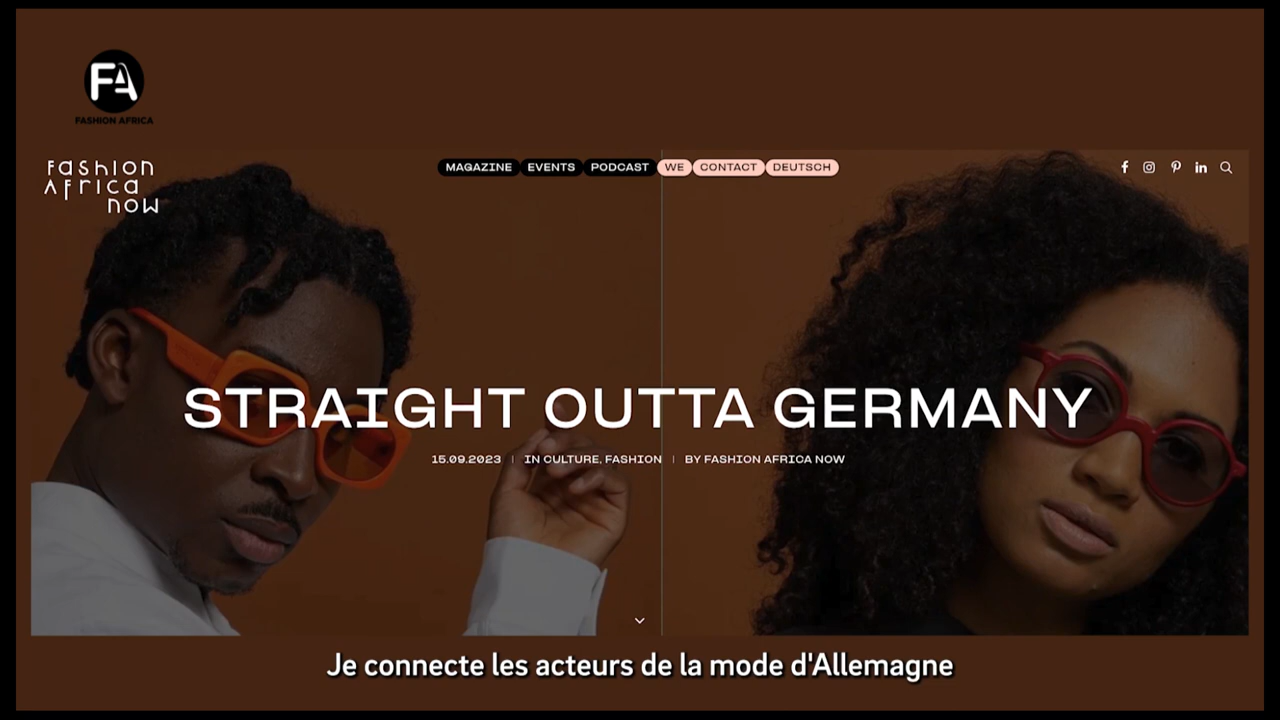 FA
FASHION AFRICA
fashion
Africa
now
MAGAZINE EVENTS PODCAST WE CONTACT DEUTSCH
STRAIGHT OUTTA GERMANY
15.09.2023 | IN CULTURE, FASHION | BY FASHION AFRICA NOW
Je connecte les acteurs de la mode d'Allemagne